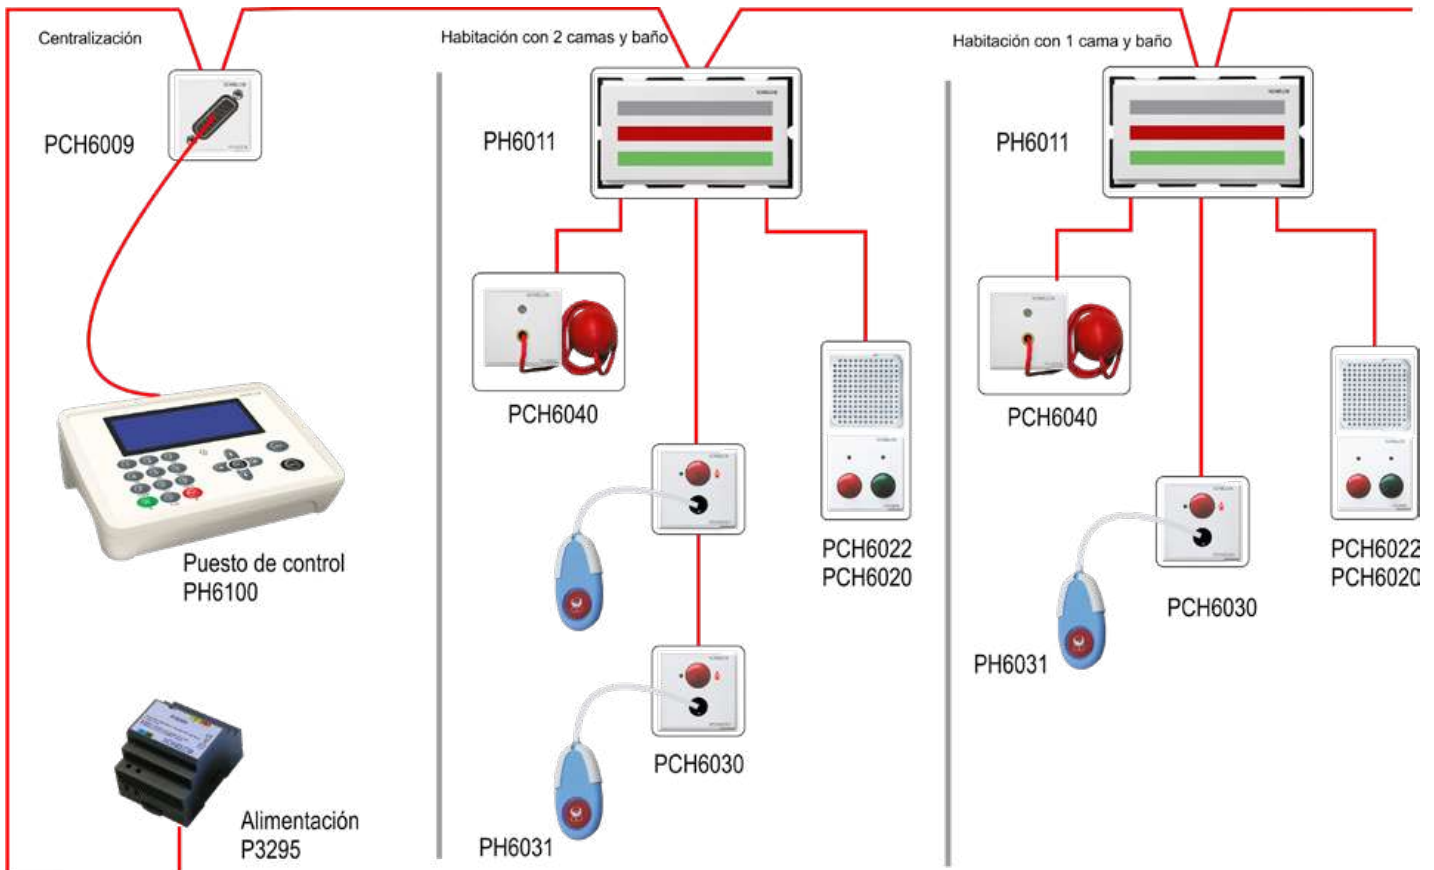 Centralización
PCH6009
Puesto de control
PH6100
Alimentación
P3295
Habitación con 2 camas y baño
PH6011
PCH6040
PCH6022
PCH6020
PCH6030
PH6031
Habitación con 1 cama y baño
PH6011
PCH6040
PCH6022
PCH6020
PCH6030
PH6031